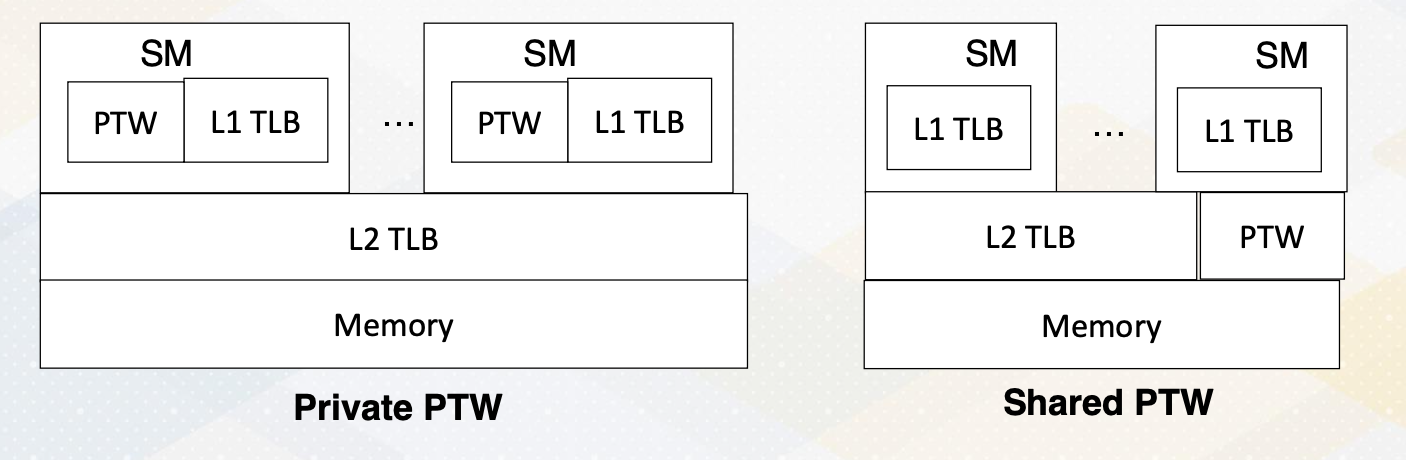 SM
PTW
L1 TLB
...
SM
PTW
L1 TLB
L2 TLB
Memory
Private PTW
SM
L1 TLB
...
SM
L1 TLB
L2 TLB
PTW
Memory
Shared PTW